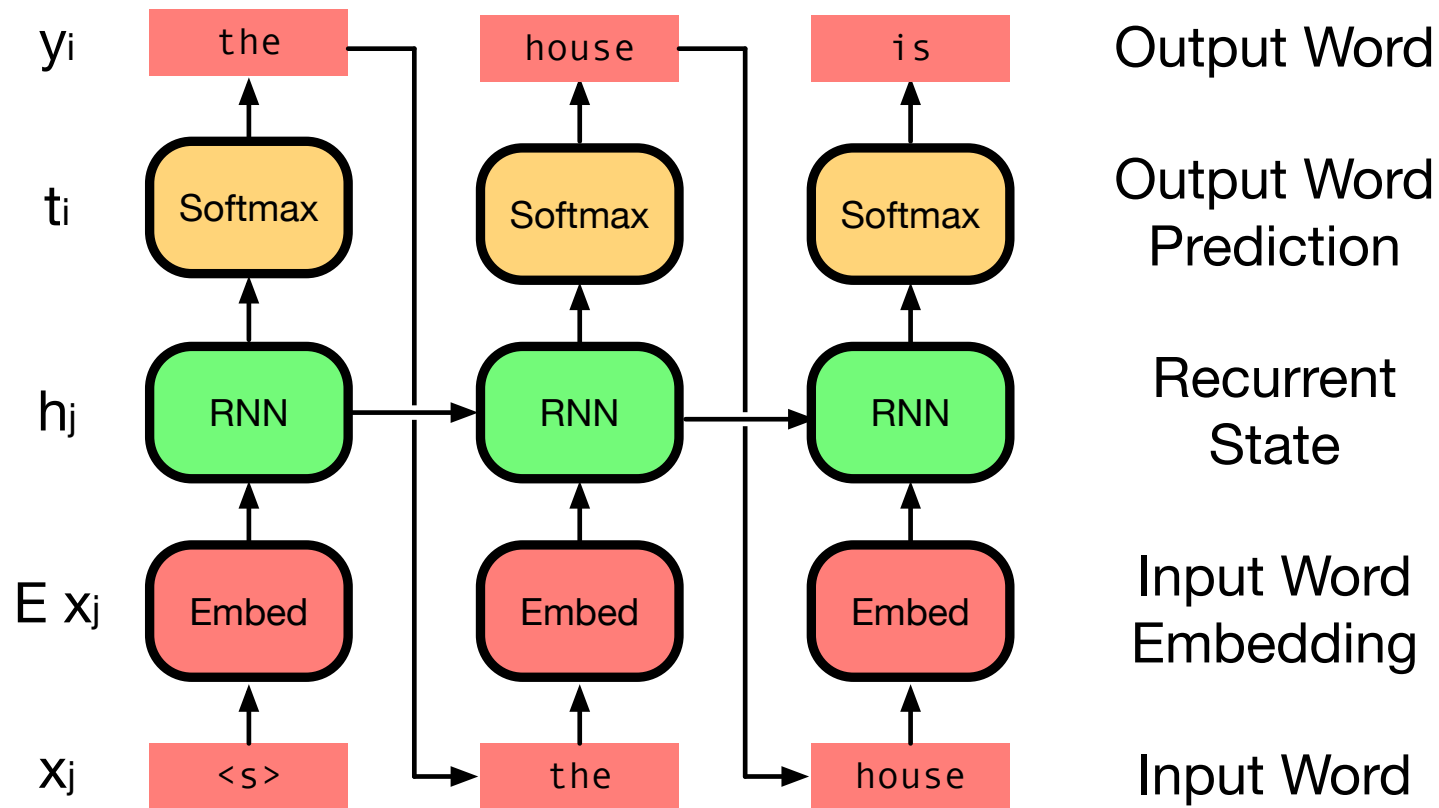 yi the house is Output Word
ti Softmax Softmax Softmax Output Word
Prediction
hj RNN RNN RNN Recurrent
State
E xj Embed Embed Embed Input Word
Embedding
xj <s> the house Input Word